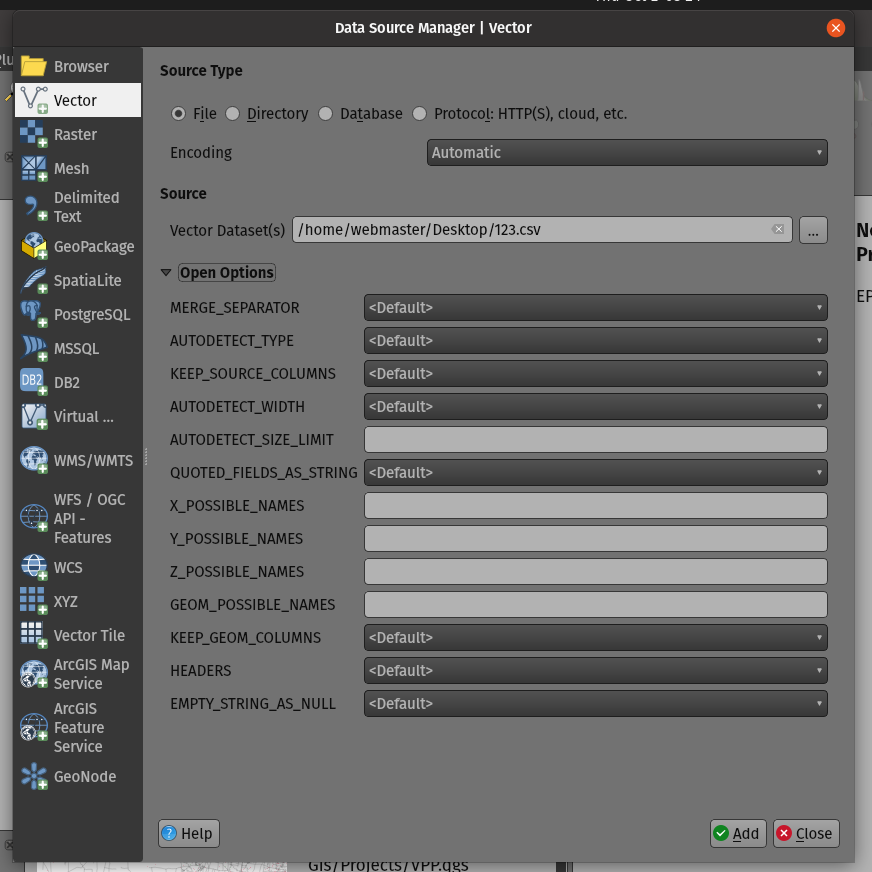 Data Source Manager | Vector
Browser
Vector
Raster
Mesh
Delimited
Text
GeoPackage
SpatiaLite
PostgreSQL
MSSQL
DB2
DB2
Virtual ...
WMS/WMTS
WFS / OGC
API -
Features
WCS
XYZ
Vector Tile
ArcGIS Map
Service
ArcGIS
Feature
Service
GeoNode
Source Type
File Directory Database Protocol: HTTP(S), cloud, etc.
Encoding Automatic
Source
Vector Dataset(s) /home/webmaster/Desktop/123.csv ...
Open Options
MERGE_SEPARATOR <Default>
AUTODETECT_TYPE <Default>
KEEP_SOURCE_COLUMNS <Default>
AUTODETECT_WIDTH <Default>
AUTODETECT_SIZE_LIMIT
QUOTED_FIELDS_AS_STRING <Default>
X_POSSIBLE_NAMES
Y_POSSIBLE_NAMES
Z_POSSIBLE_NAMES
GEOM_POSSIBLE_NAMES
KEEP_GEOM_COLUMNS <Default>
HEADERS <Default>
EMPTY_STRING_AS_NULL <Default>
? Help Add Close
Gis/Projects/VPP.qgs